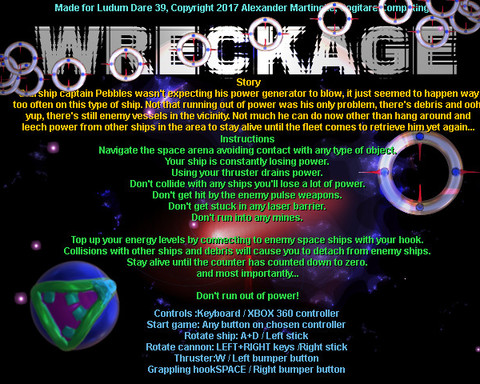 Made for Ludum Dare 39, Copyright 2017 Alexander Martinelle, Cogitare Computing
WRECKAGE
Story
ship captain Pebbles wasn't expecting his power generator to blow, it just seemed to happen way
too often on this type of ship. Not that running out of power was his only problem, there's debris and ooh
yup, there's still enemy vessels in the vicinity. Not much he can do now other than hang around and
leech power from other ships in the area to stay alive until the fleet comes to retrieve him yet again...
Instructions
Navigate the space arena avoiding contact with any type of object.
Your ship is constantly losing power.
Using your thruster drains power.
Don't collide with any ships you'll lose a lot of power.
Don't get hit by the enemy pulse weapons.
Don't get stuck in any laser barrier.
Don't run into any mines.
Top up your energy levels by connecting to enemy space ships with your hook.
Collisions with other ships and debris will cause you to detach from enemy ships.
Stay alive until the counter has counted down to zero.
and most importantly...
Don't run out of power!
Controls :Keyboard / XBOX 360 controller
Start game: Any button on chosen controller
Rotate ship: A+D / Left stick
Rotate cannon: LEFT+RIGHT keys /Right stick
Thruster:W / Left bumper button
Grappling hookSPACE / Right bumper button